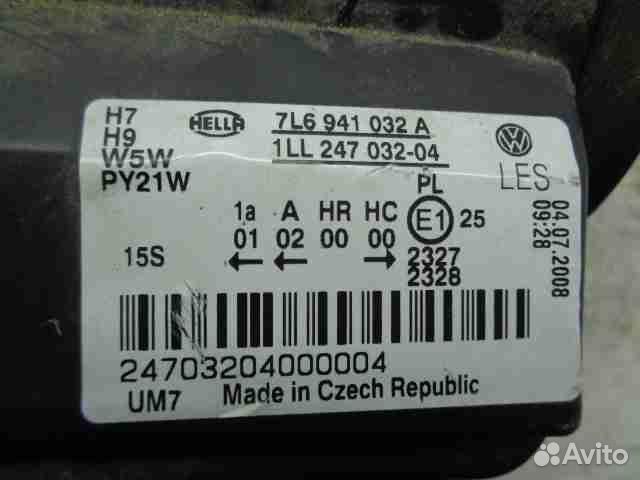 H7
H9
W5W
PY21W
HELLA
7L6 941 032 A
1LL 247 032-04
PL
LES
04.07.2008
09:28
1a A HR HC
01 02 00 00
E1 25
15S
← ← →
2327
2328
24703204000004
UM7 Made in Czech Republic
Avito